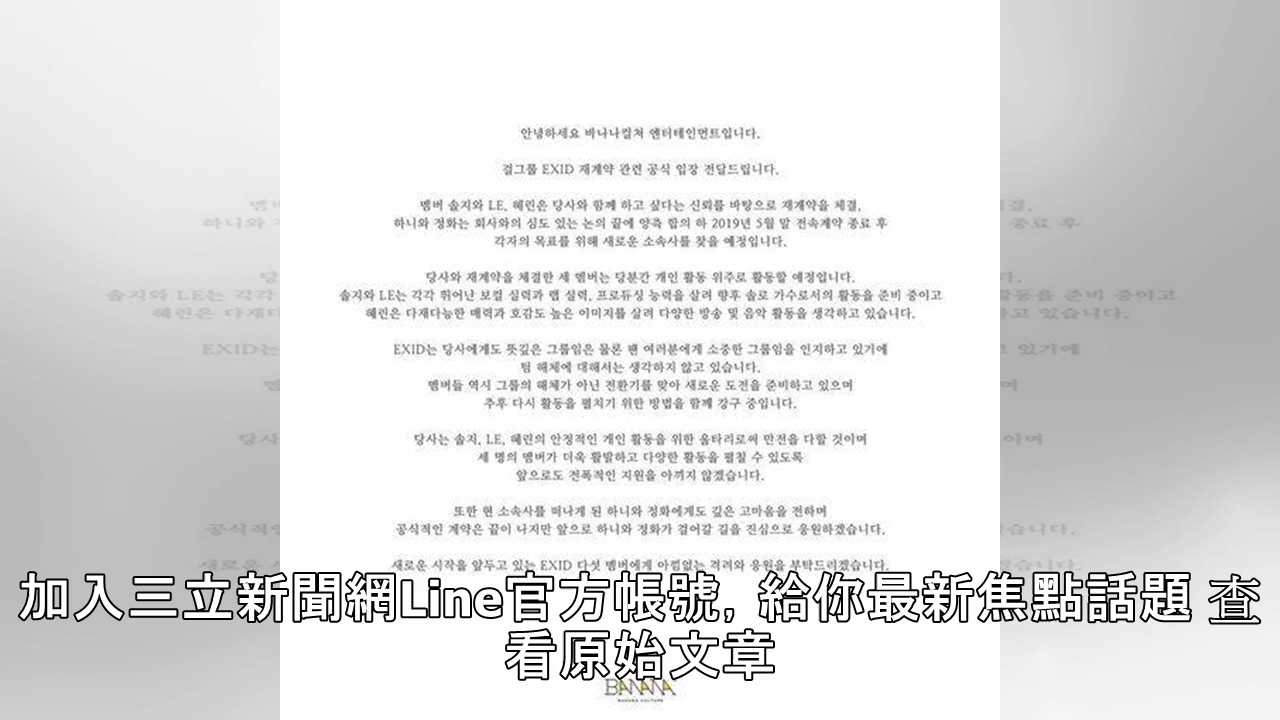 안녕하세요 바나나컬쳐 엔터테인먼트입니다.
걸그룹 EXID 재계약 관련 공식 입장 전달드립니다.
멤버 솔지와 LE, 혜린은 당사와 함께 하고 싶다는 신뢰를 바탕으로 재계약을 체결,
하니와 정화는 회사와의 심도 있는 논의 끝에 양측 합의 하 2019년 5월 말 전속계약 종료 후
각자의 목표를 위해 새로운 소속사를 찾을 예정입니다.
당사와 재계약을 체결한 세 멤버는 당분간 개인 활동 위주로 활동할 예정입니다.
솔지와 LE는 각각 뛰어난 보컬 실력과 랩 실력, 프로듀싱 능력을 살려 향후 솔로 가수로서의 활동을 준비 중이고
혜린은 다재다능한 매력과 호감도 높은 이미지를 살려 다양한 방송 및 음악 활동을 생각하고 있습니다.
EXID는 당사에게도 뜻깊은 그룹임은 물론 팬 여러분에게 소중한 그룹임을 인지하고 있기에
팀 해체에 대해서는 생각하지 않고 있습니다.
멤버들 역시 그룹의 해체가 아닌 전환기를 맞아 새로운 도전을 준비하고 있으며
추후 다시 활동을 펼치기 위한 방법을 함께 강구 중입니다.
당사는 솔지, LE, 혜린의 안정적인 개인 활동을 위한 울타리로써 만전을 다할 것이며
세 명의 멤버가 더욱 활발하고 다양한 활동을 펼칠 수 있도록
앞으로도 전폭적인 지원을 아끼지 않겠습니다.
또한 현 소속사를 떠나게 된 하니와 정화에게도 깊은 고마움을 전하며
공식적인 계약은 끝이 나지만 앞으로 하니와 정화가 걸어갈 길을 진심으로 응원하겠습니다.
새로운 시작을 앞두고 있는 EXID 다섯 멤버에게 아낌없는 격려와 응원을 부탁드리겠습니다.
加入三立新聞網Line官方帳號，給你最新焦點話題 查
看原始文章
BANANA
BANANA CULTURE